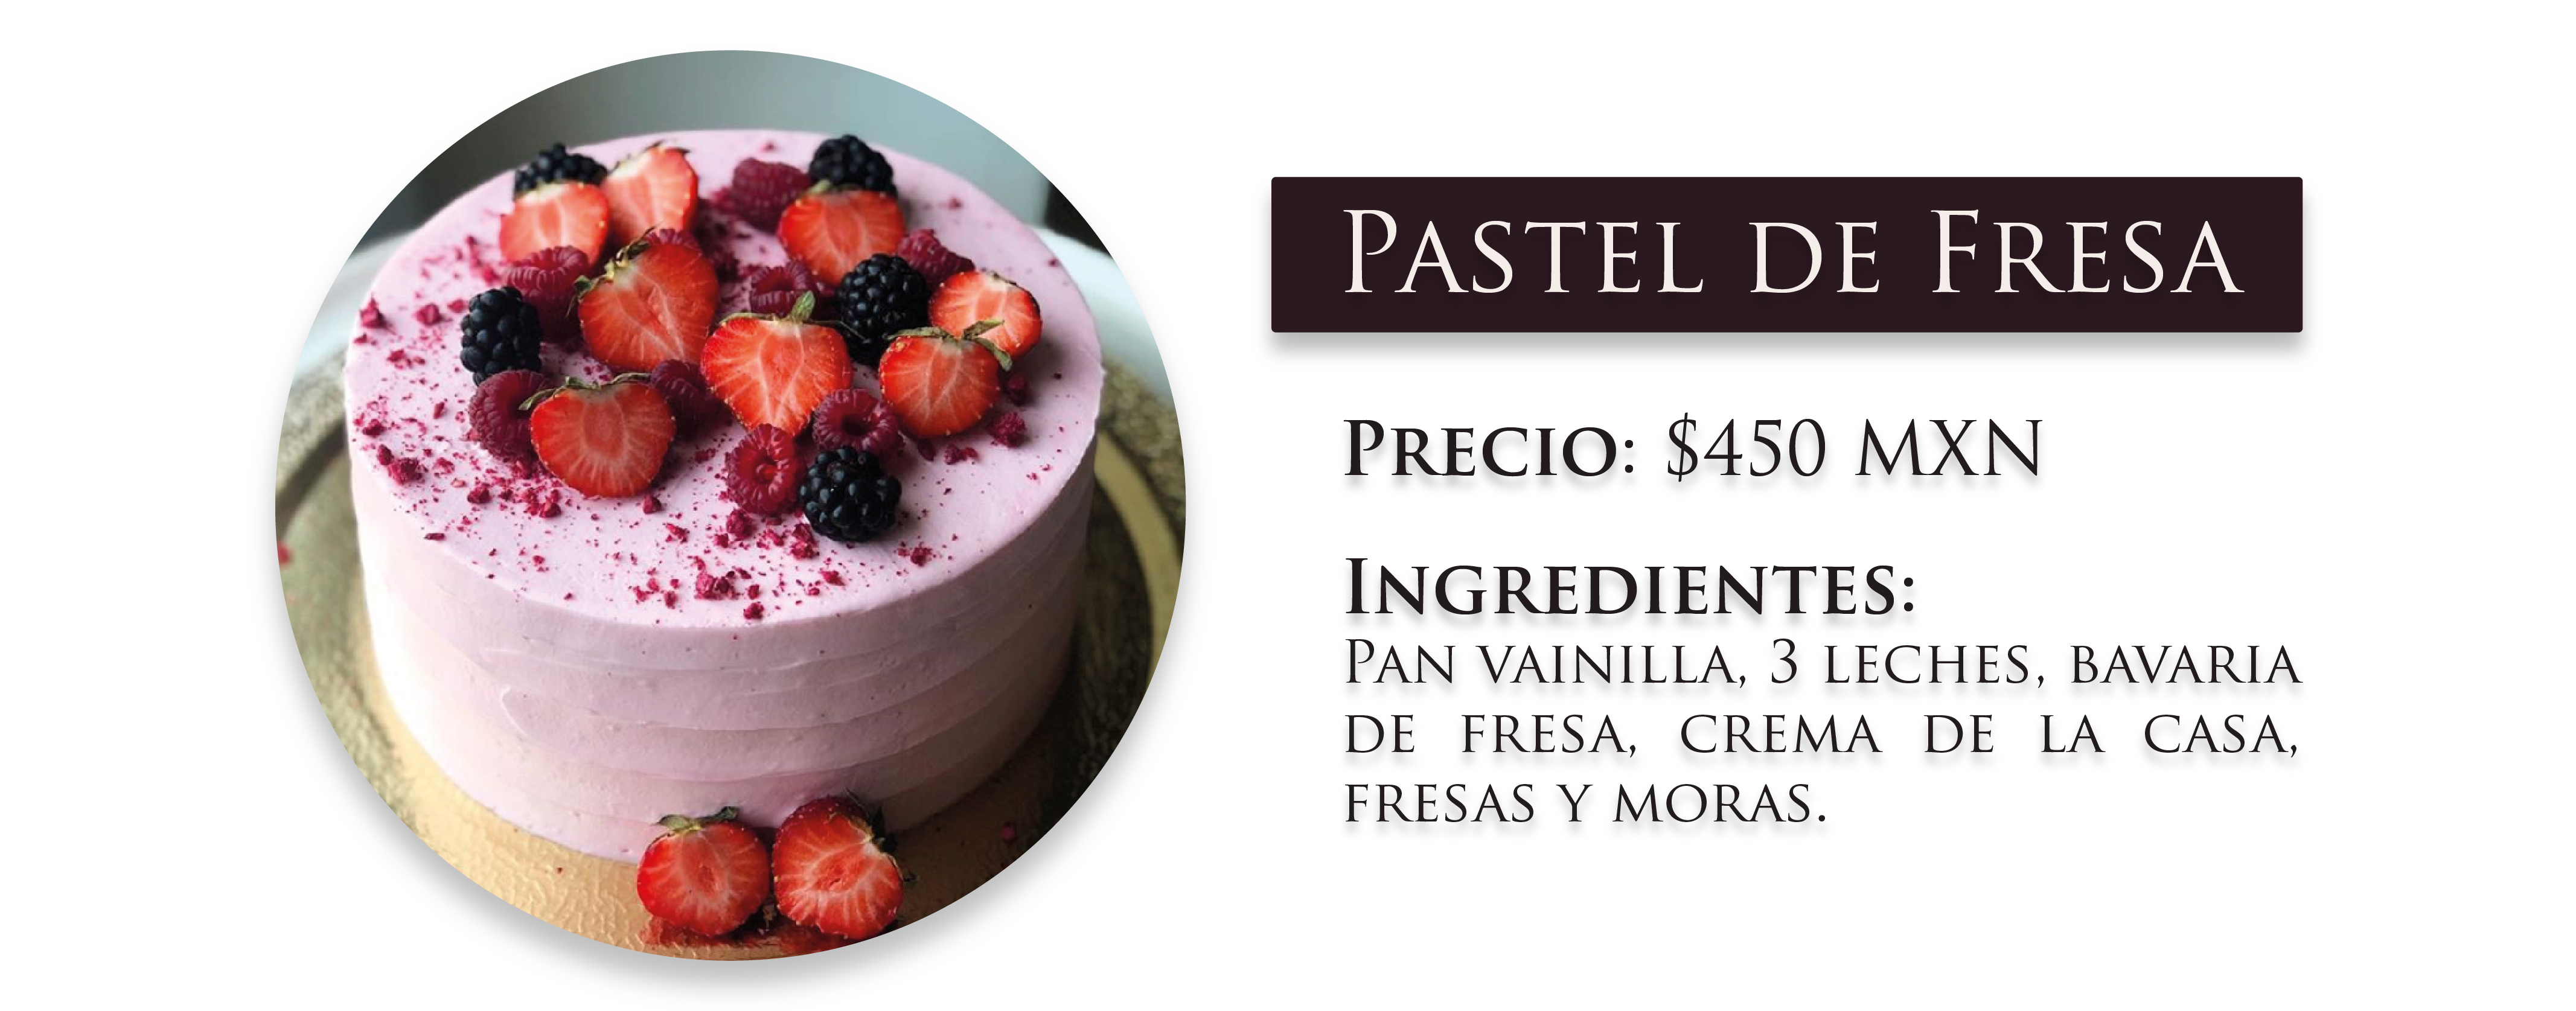 Pastel de Fresa
Precio: $450 MXN
Ingredientes:
Pan vainilla, 3 leches, bavaria
de fresa, crema de la casa,
fresas y moras.